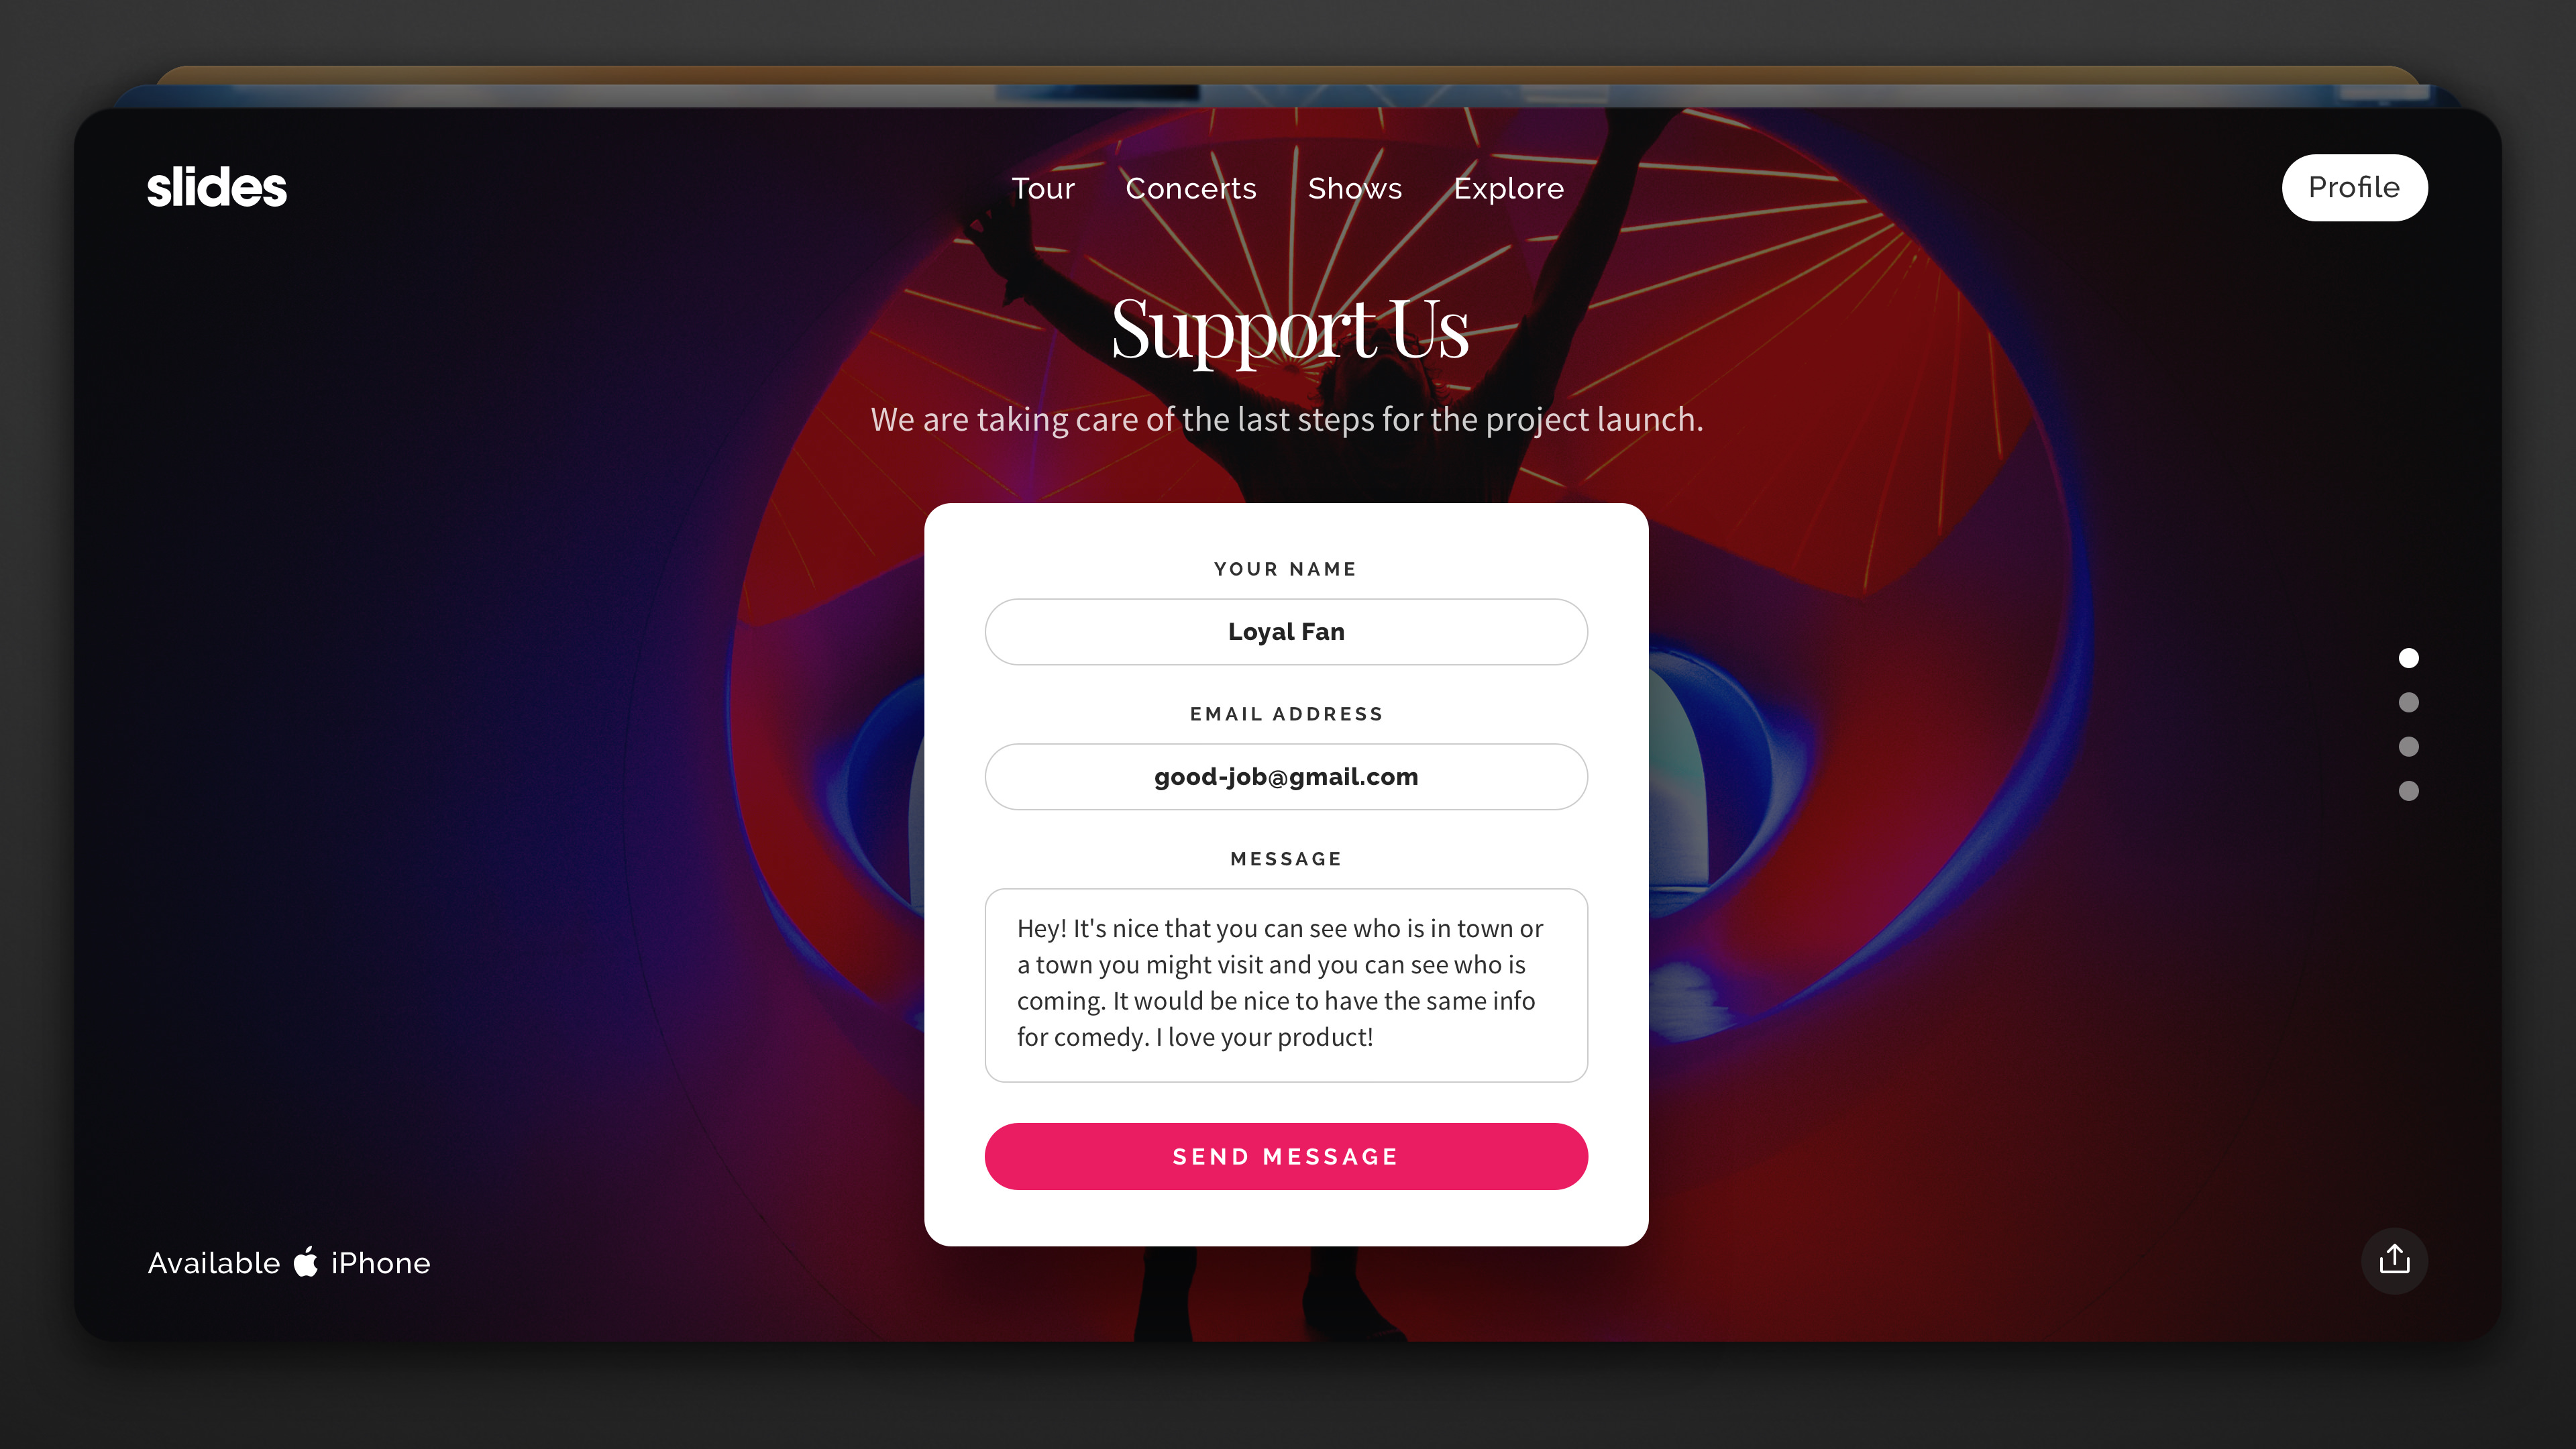 slides
Tour Concerts Shows Explore
Profile
Support Us
We are taking care of the last steps for the project launch.
YOUR NAME
Loyal Fan
EMAIL ADDRESS
good-job@gmail.com
MESSAGE
Hey! It's nice that you can see who is in town or
a town you might visit and you can see who is
coming. It would be nice to have the same info
for comedy. I love your product!
SEND MESSAGE
Available iPhone